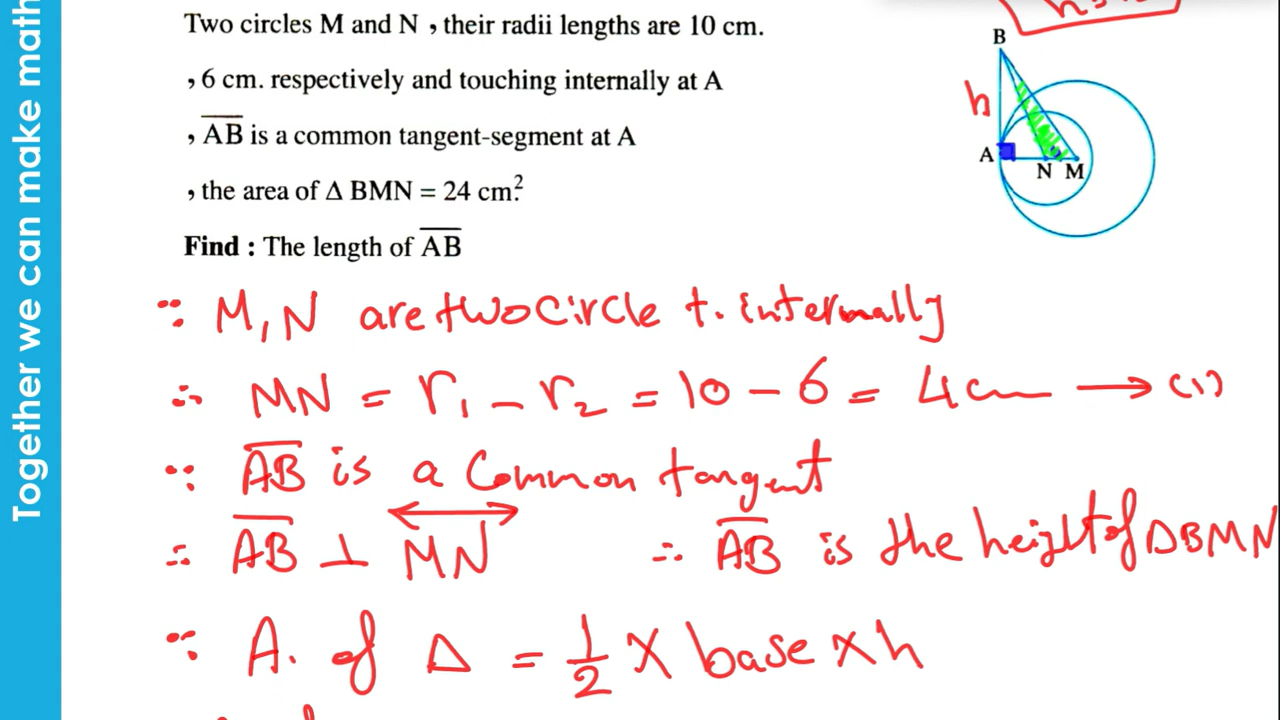 Together we can make math
Two circles M and N , their radii lengths are 10 cm.
, 6 cm. respectively and touching internally at A
, AB is a common tangent-segment at A
, the area of Δ BMN = 24 cm.²
Find : The length of AB
B
h
A
N M
∵ M,N are two circle t. internally
∴ MN = r₁ − r₂ = 10 − 6 = 4cm → (1)
∵ AB is a Common tangent
∴ AB ⊥ MN ∴ AB is the height of ΔBMN
∵ A. of Δ = 1/2 × base × h